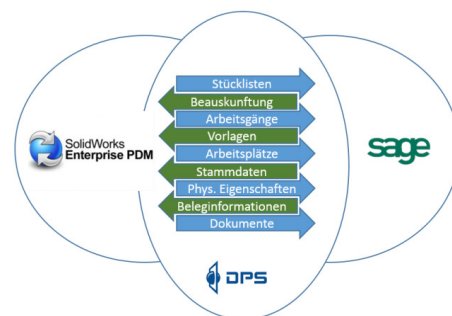 Stücklisten
Beauskunftung
Arbeitsgänge
Vorlagen
Arbeitsplätze
Stammdaten
Phys. Eigenschaften
Beleginformationen
Dokumente
SolidWorks
Enterprise PDM
sage
DPS